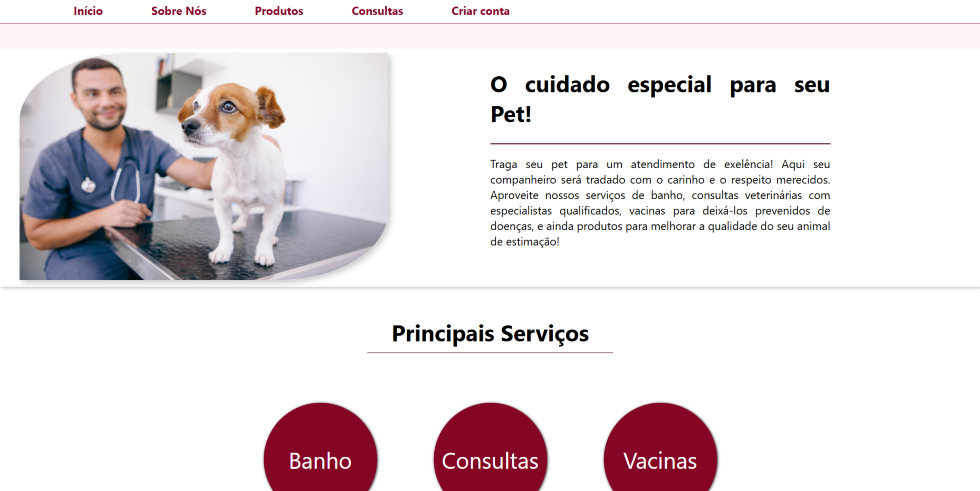 Início Sobre Nós Produtos Consultas Criar conta
O cuidado especial para seu
Pet!
Traga seu pet para um atendimento de exelência! Aqui seu
companheiro será tradado com o carinho e o respeito merecidos.
Aproveite nossos serviços de banho, consultas veterinárias com
especialistas qualificados, vacinas para deixá-los prevenidos de
doenças, e ainda produtos para melhorar a qualidade do seu animal
de estimação!
Principais Serviços
Banho Consultas Vacinas